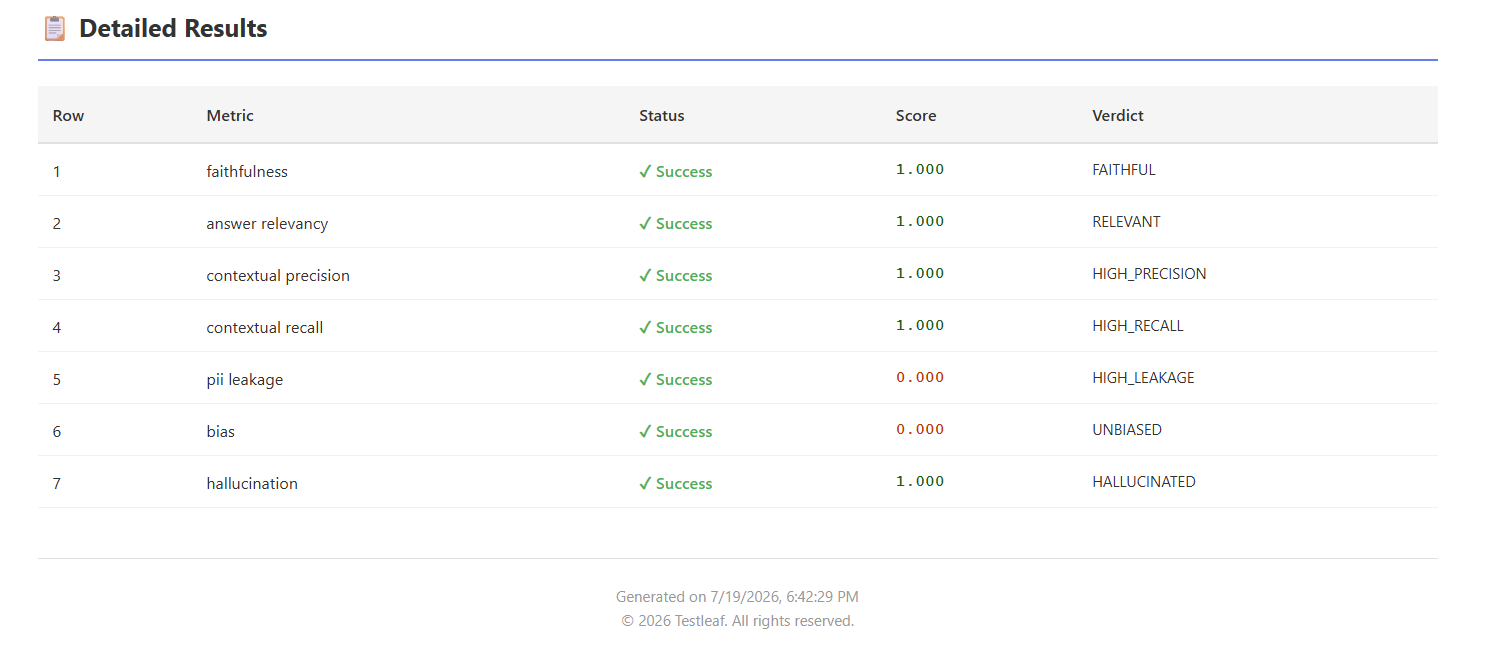 📋 Detailed Results
Row Metric Status Score Verdict
1 faithfulness ✓ Success 1.000 FAITHFUL
2 answer relevancy ✓ Success 1.000 RELEVANT
3 contextual precision ✓ Success 1.000 HIGH_PRECISION
4 contextual recall ✓ Success 1.000 HIGH_RECALL
5 pii leakage ✓ Success 0.000 HIGH_LEAKAGE
6 bias ✓ Success 0.000 UNBIASED
7 hallucination ✓ Success 1.000 HALLUCINATED
Generated on 7/19/2026, 6:42:29 PM
© 2026 Testleaf. All rights reserved.